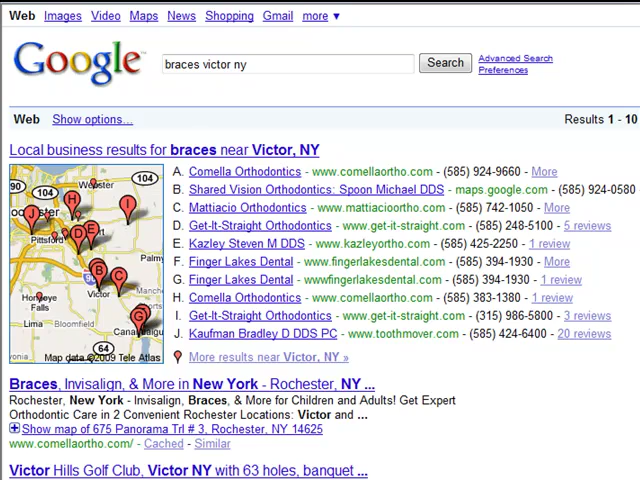 Web Images Video Maps News Shopping Gmail more ▼
Google™
braces victor ny
Search
Advanced Search
Preferences
Web Show options... Results 1 - 10
Local business results for braces near Victor, NY
A. Comella Orthodontics - www.comellaortho.com - (585) 924-9660 - More
B. Shared Vision Orthodontics: Spoon Michael DDS - maps.google.com - (585) 924-0580
C. Mattiacio Orthodontics - www.mattiacioortho.com - (585) 742-1050 - More
D. Get-It-Straight Orthodontics - www.get-it-straight.com - (585) 248-5100 - 5 reviews
E. Kazley Steven M DDS - www.kazleyortho.com - (585) 425-2250 - 1 review
F. Finger Lakes Dental - www.fingerlakesdental.com - (585) 394-1930 - More
G. Finger Lakes Dental - wwwfingerlakesdental.com - (585) 394-1930 - 1 review
H. Comella Orthodontics - www.comellaortho.com - (585) 383-1380 - 1 review
I. Get-It-Straight Orthodontics - www.get-it-straight.com - (315) 986-5800 - 3 reviews
J. Kaufman Bradley D DDS PC - www.toothmover.com - (585) 424-6400 - 20 reviews
More results near Victor, NY »
90 104 Webster 104
H
I
J ochester
Pittsford D E
Palmy
B C
90
Victor Manche
Honeoye Falls
G
Lima Bloomfield Canandaigua
64
Map data ©2009 Tele Atlas
Braces, Invisalign, & More in New York - Rochester, NY ...
Rochester, New York - Invisalign, Braces, & More for Children and Adults! Get Expert
Orthodontic Care in 2 Convenient Rochester Locations: Victor and ...
Show map of 675 Panorama Trl # 3, Rochester, NY 14625
www.comellaortho.com/ - Cached - Similar
Victor Hills Golf Club, Victor NY with 63 holes, banquet ...